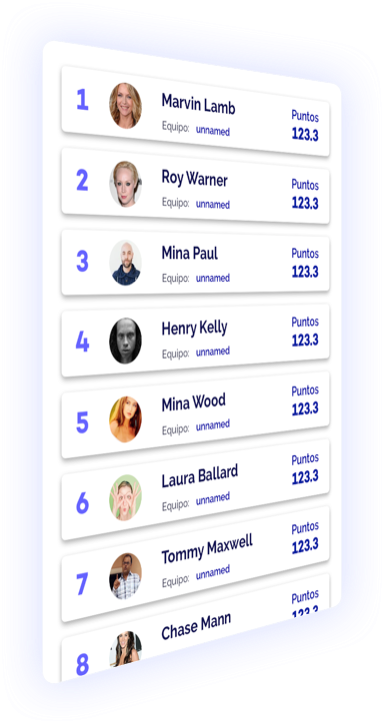 1
Marvin Lamb
Equipo: unnamed
Puntos
123.3
2
Roy Warner
Equipo: unnamed
Puntos
123.3
3
Mina Paul
Equipo: unnamed
Puntos
123.3
4
Henry Kelly
Equipo: unnamed
Puntos
123.3
5
Mina Wood
Equipo: unnamed
Puntos
123.3
6
Laura Ballard
Equipo: unnamed
Puntos
123.3
7
Tommy Maxwell
Equipo: unnamed
Puntos
123.3
8
Chase Mann
Puntos
123.3